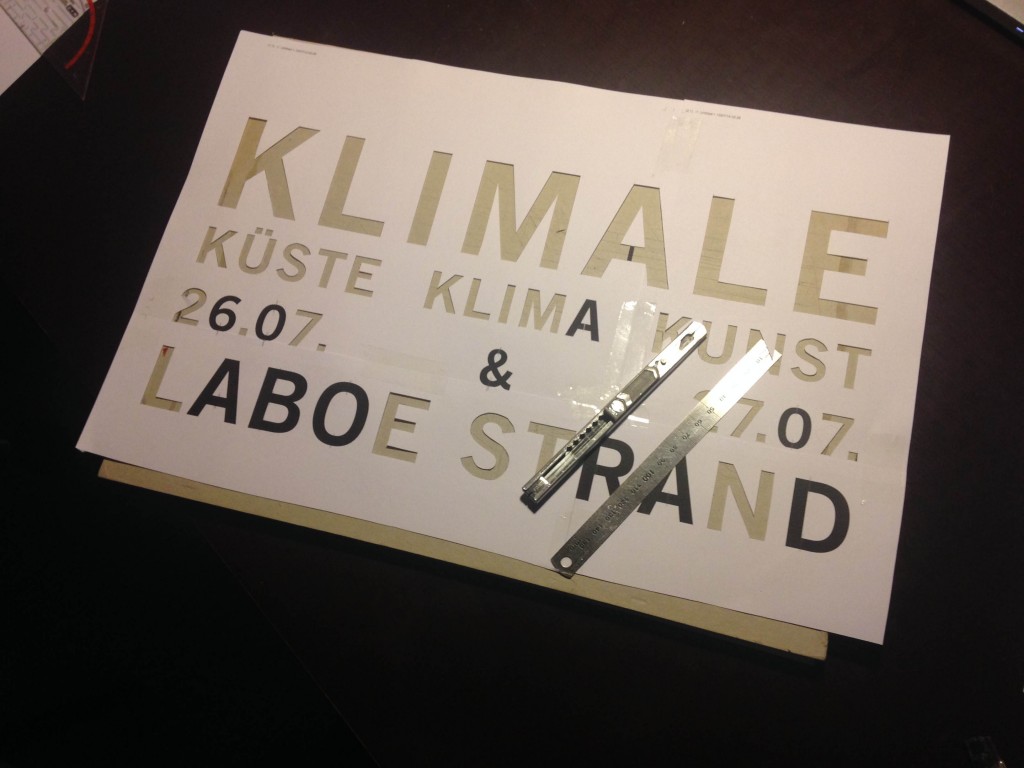 KLIMALE
KÜSTE KLIMA KUNST
26.07. & 27.07.
LABOE STRAND